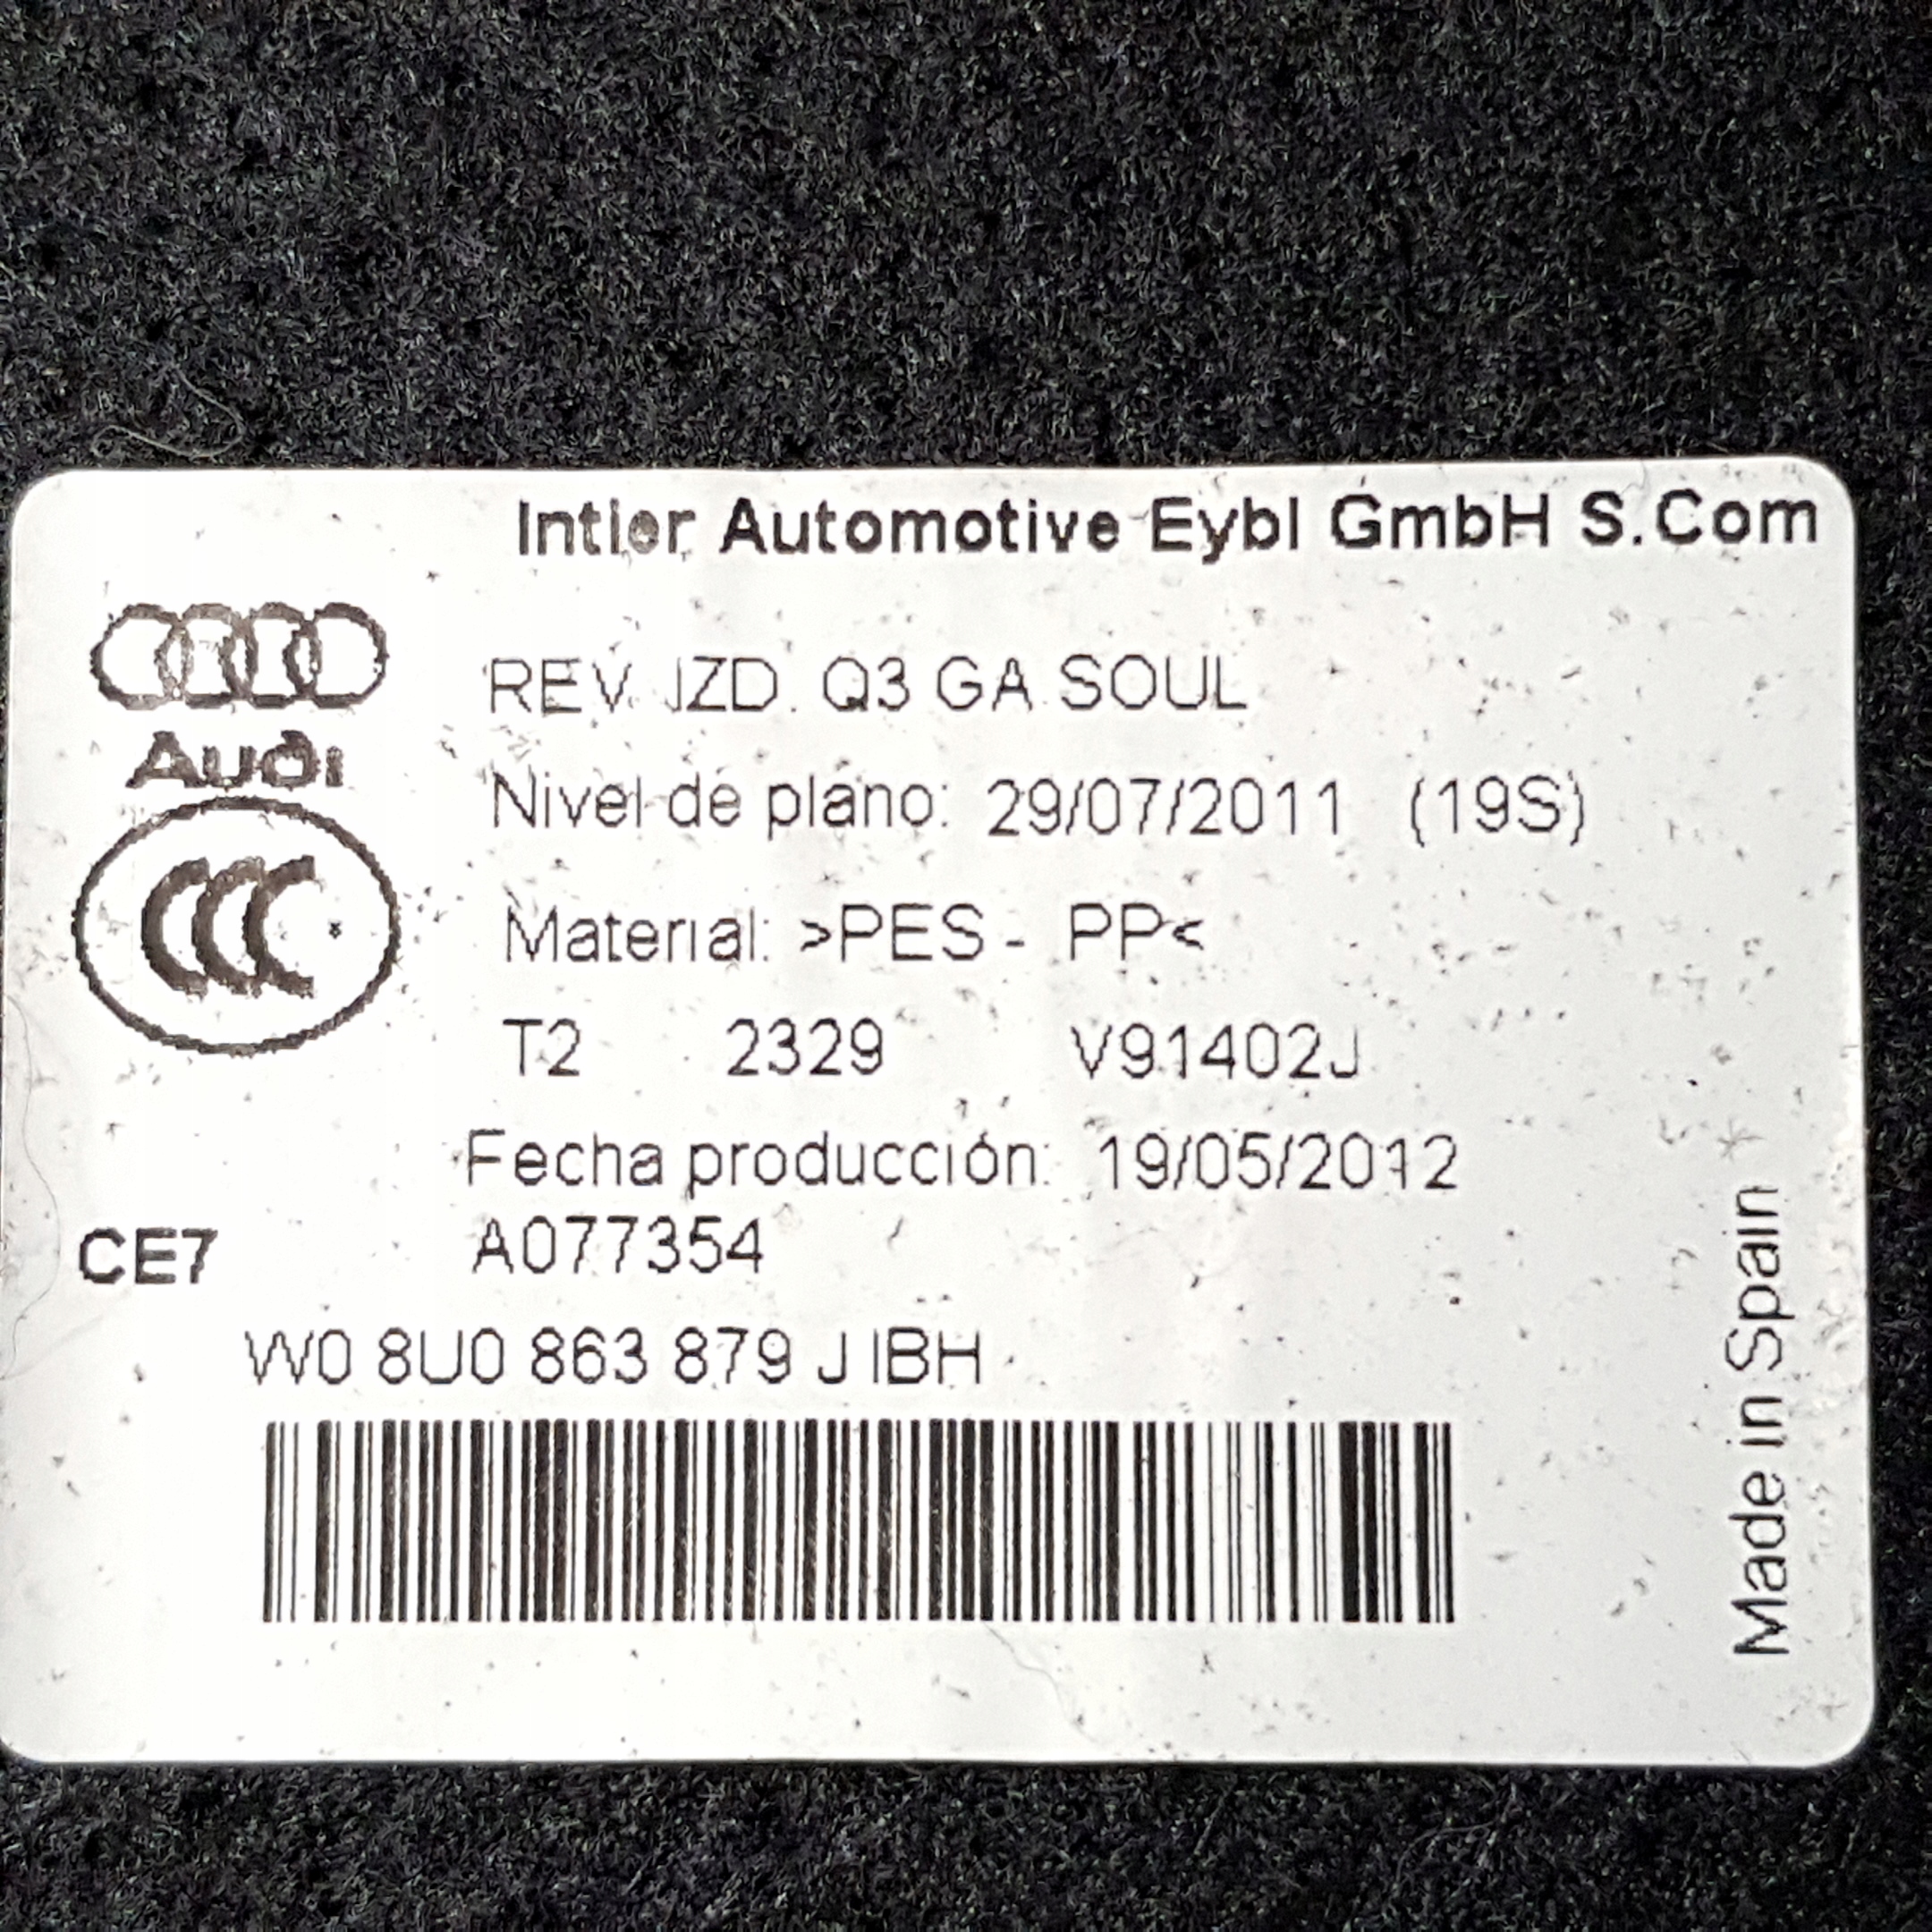 Intier Automotive Eybl GmbH S.Com
Audi
REV. IZD. Q3 GA SOUL
Nivel de plano: 29/07/2011 (19S)
CCC
Material: >PES - PP<
T2 2329 V91402J
Fecha producción: 19/05/2012
CE7 A077354
W0 8U0 863 879 J IBH
Made in Spain